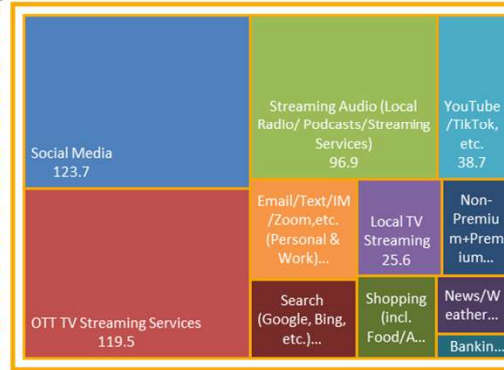 Social Media
123.7
OTT TV Streaming Services
119.5
Streaming Audio (Local
Radio/ Podcasts/Streaming
Services)
96.9
YouTube
/TikTok,
etc.
38.7
Email/Text/IM
/Zoom,etc.
(Personal &
Work)...
Local TV
Streaming
25.6
Non-
Premiu
m+Prem
ium...
Search
(Google, Bing,
etc.)...
Shopping
(incl.
Food/A...
News/W
eather...
Bankin...